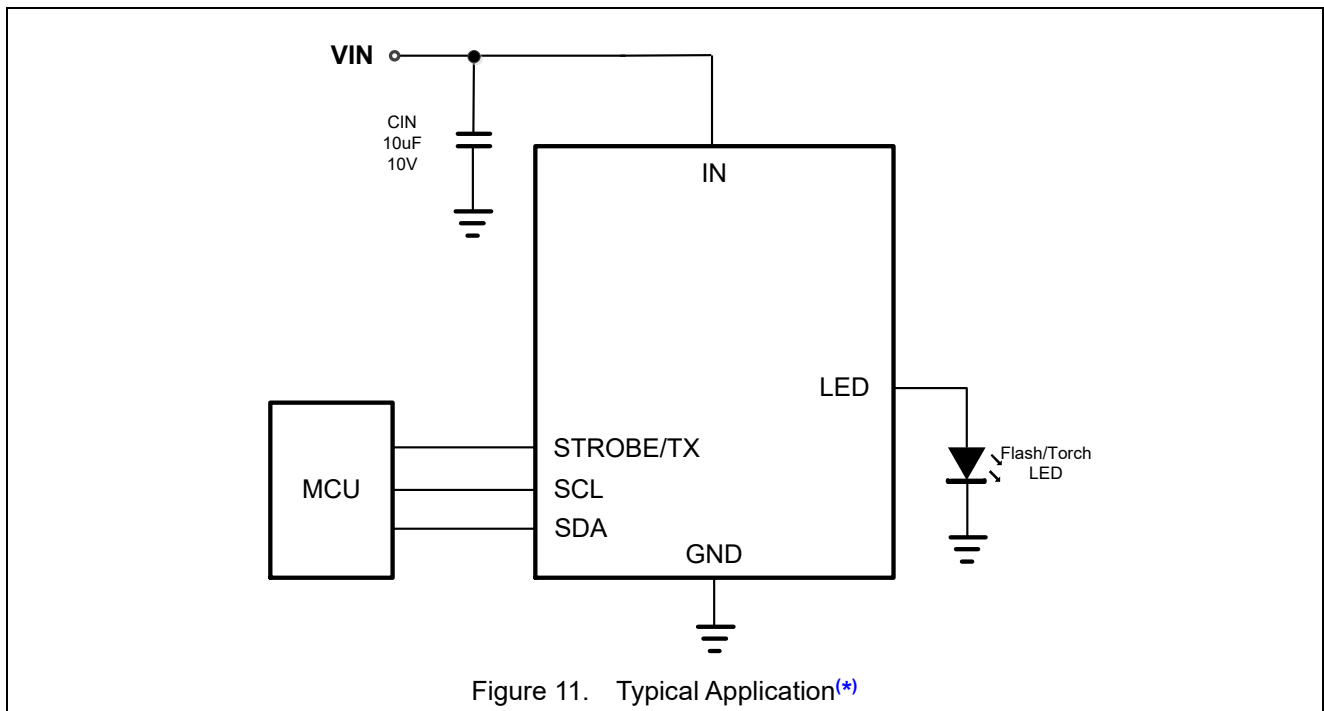 VIN
CIN
10uF
10V
IN
LED
Flash/Torch
LED
MCU
STROBE/TX
SCL
SDA
GND
Figure 11. Typical Application(*)